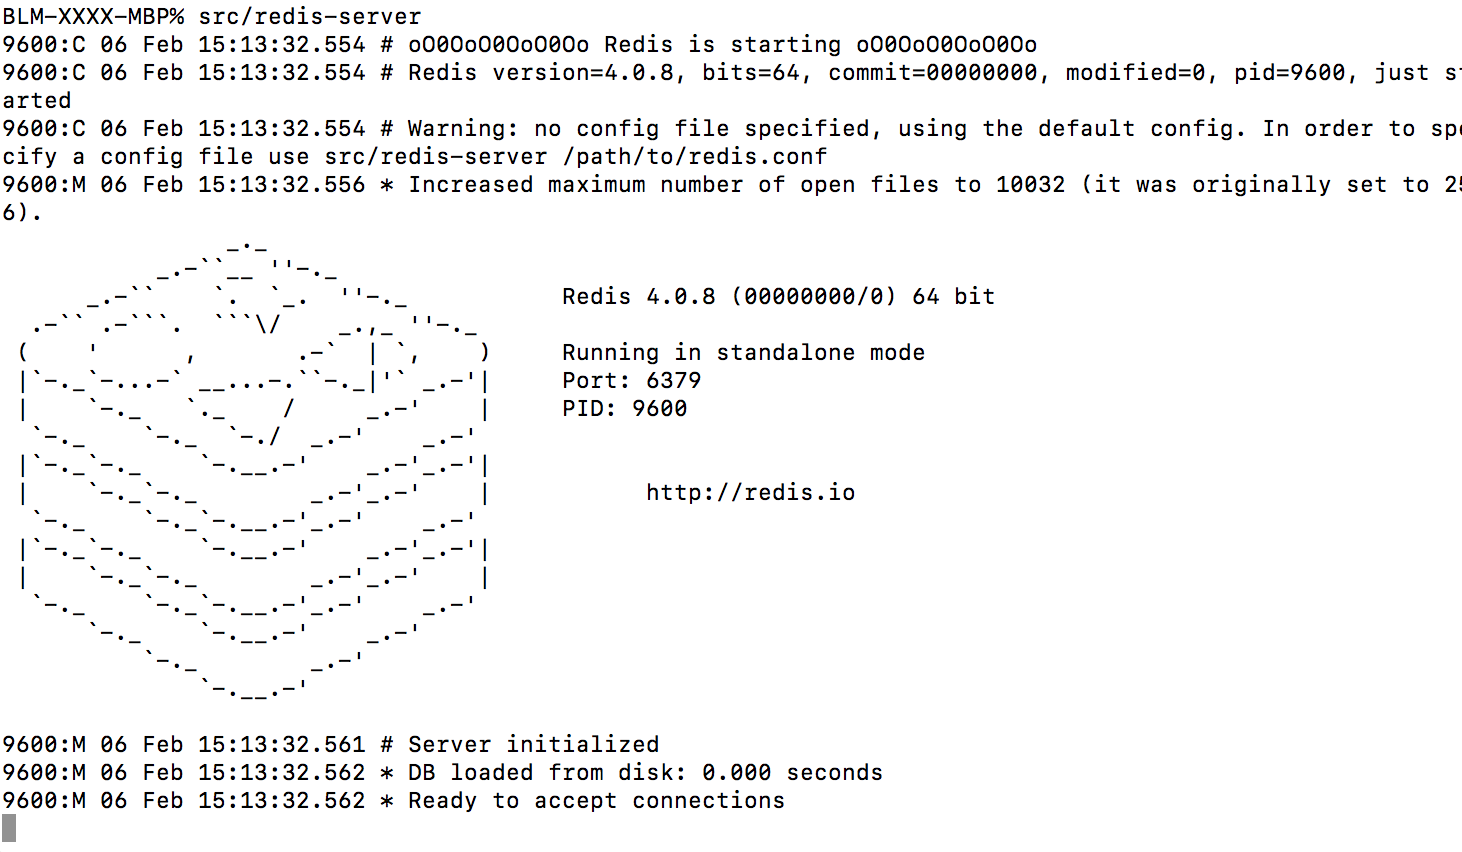 BLM-XXXX-MBP% src/redis-server
9600:C 06 Feb 15:13:32.554 # oO0OoO0OoO0Oo Redis is starting oO0OoO0OoO0Oo
9600:C 06 Feb 15:13:32.554 # Redis version=4.0.8, bits=64, commit=00000000, modified=0, pid=9600, just st
arted
9600:C 06 Feb 15:13:32.554 # Warning: no config file specified, using the default config. In order to spe
cify a config file use src/redis-server /path/to/redis.conf
9600:M 06 Feb 15:13:32.556 * Increased maximum number of open files to 10032 (it was originally set to 25
6).
Redis 4.0.8 (00000000/0) 64 bit
Running in standalone mode
Port: 6379
PID: 9600
http://redis.io
9600:M 06 Feb 15:13:32.561 # Server initialized
9600:M 06 Feb 15:13:32.562 * DB loaded from disk: 0.000 seconds
9600:M 06 Feb 15:13:32.562 * Ready to accept connections